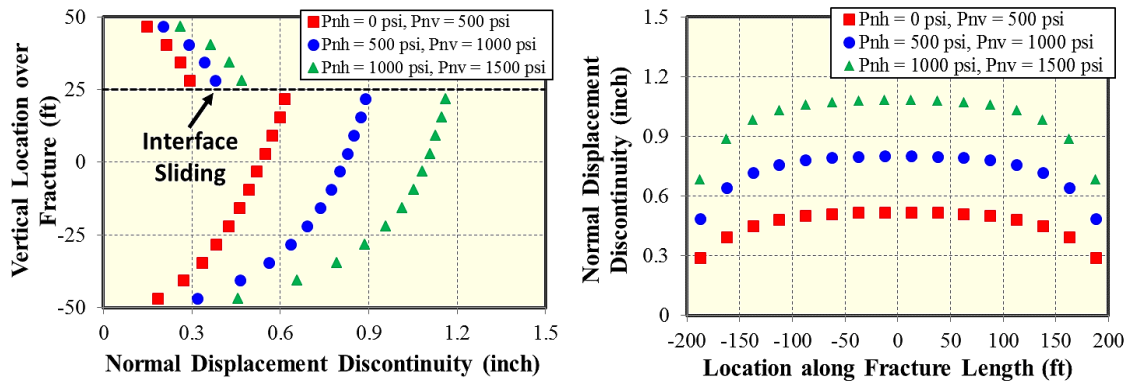 50
25
0
-25
-50
0
0.3
0.6
0.9
1.2
1.5
Vertical Location over
Fracture (ft)
Normal Displacement Discontinuity (inch)
Pnh = 0 psi, Pnv = 500 psi
Pnh = 500 psi, Pnv = 1000 psi
Pnh = 1000 psi, Pnv = 1500 psi
Interface
Sliding
1.5
1.2
0.9
0.6
0.3
0
-200
-150
-100
-50
0
50
100
150
200
Normal Displacement
Discontinuity (inch)
Location along Fracture Length (ft)
Pnh = 0 psi, Pnv = 500 psi
Pnh = 500 psi, Pnv = 1000 psi
Pnh = 1000 psi, Pnv = 1500 psi